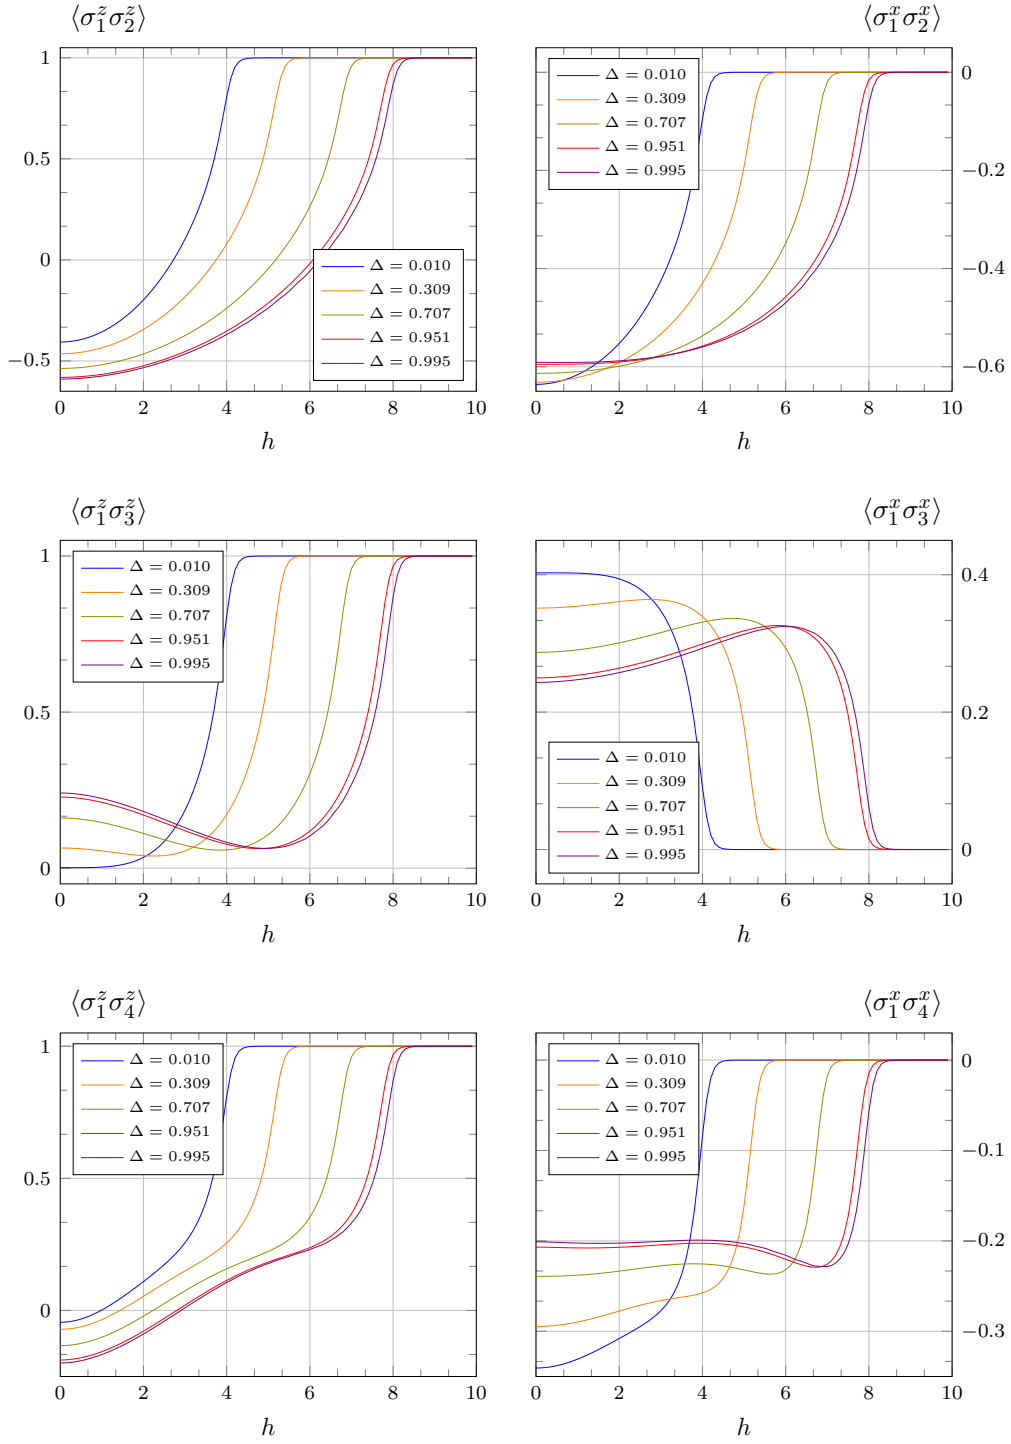 ⟨σ₁ᶻσ₂ᶻ⟩
1
0.5
0
−0.5
0 2 4 6 8 10
h
Δ = 0.010
Δ = 0.309
Δ = 0.707
Δ = 0.951
Δ = 0.995
⟨σ₁ˣσ₂ˣ⟩
0
−0.2
−0.4
−0.6
0 2 4 6 8 10
h
Δ = 0.010
Δ = 0.309
Δ = 0.707
Δ = 0.951
Δ = 0.995
⟨σ₁ᶻσ₃ᶻ⟩
1
0.5
0
0 2 4 6 8 10
h
Δ = 0.010
Δ = 0.309
Δ = 0.707
Δ = 0.951
Δ = 0.995
⟨σ₁ˣσ₃ˣ⟩
0.4
0.2
0
0 2 4 6 8 10
h
Δ = 0.010
Δ = 0.309
Δ = 0.707
Δ = 0.951
Δ = 0.995
⟨σ₁ᶻσ₄ᶻ⟩
1
0.5
0
0 2 4 6 8 10
h
Δ = 0.010
Δ = 0.309
Δ = 0.707
Δ = 0.951
Δ = 0.995
⟨σ₁ˣσ₄ˣ⟩
0
−0.1
−0.2
−0.3
0 2 4 6 8 10
h
Δ = 0.010
Δ = 0.309
Δ = 0.707
Δ = 0.951
Δ = 0.995